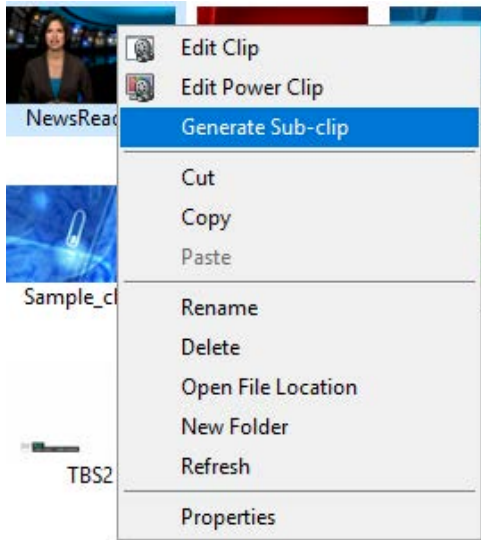 Edit Clip
Edit Power Clip
NewsReac
Generate Sub-clip
Cut
Copy
Paste
Sample_cl
Rename
Delete
Open File Location
New Folder
Refresh
TBS2
Properties